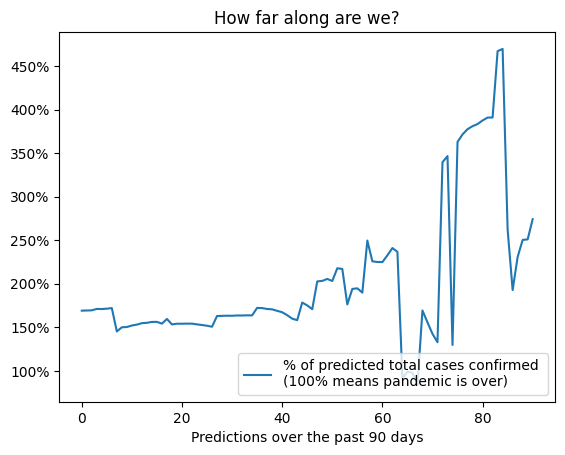 How far along are we?
450%
400%
350%
300%
250%
200%
150%
100%
% of predicted total cases confirmed
(100% means pandemic is over)
0 20 40 60 80
Predictions over the past 90 days